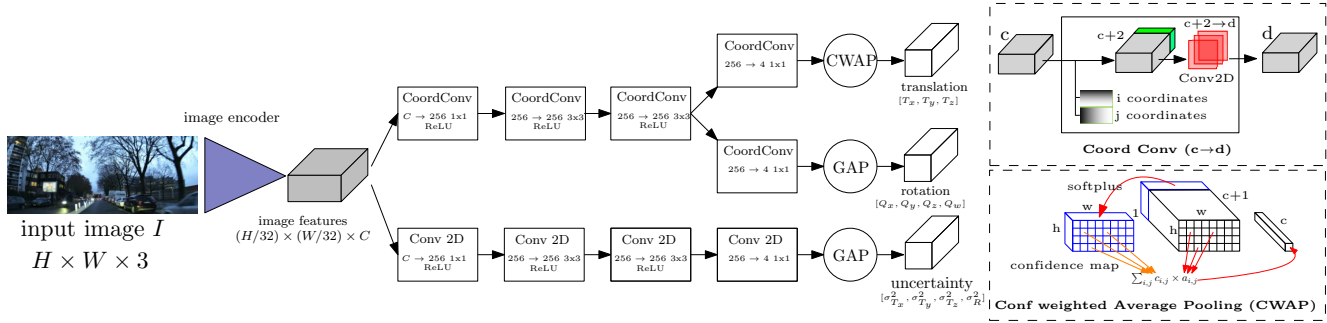 input image I
H × W × 3
image encoder
image features
(H/32) × (W/32) × C
CoordConv
C → 256 1x1
ReLU
CoordConv
256 → 256 3x3
ReLU
CoordConv
256 → 256 3x3
ReLU
CoordConv
256 → 4 1x1
CWAP
translation
[T_x, T_y, T_z]
CoordConv
256 → 4 1x1
GAP
rotation
[Q_x, Q_y, Q_z, Q_w]
Conv 2D
C → 256 1x1
ReLU
Conv 2D
256 → 256 3x3
ReLU
Conv 2D
256 → 256 3x3
ReLU
Conv 2D
256 → 4 1x1
GAP
uncertainty
[σ²_{T_x}, σ²_{T_y}, σ²_{T_z}, σ²_R]
c
c+2
c+2→d
d
Conv2D
i coordinates
j coordinates
Coord Conv (c→d)
softplus
w
1
h
c+1
w
h
c
confidence map
∑_{i,j} c_{i,j} × a_{i,j}
Conf weighted Average Pooling (CWAP)